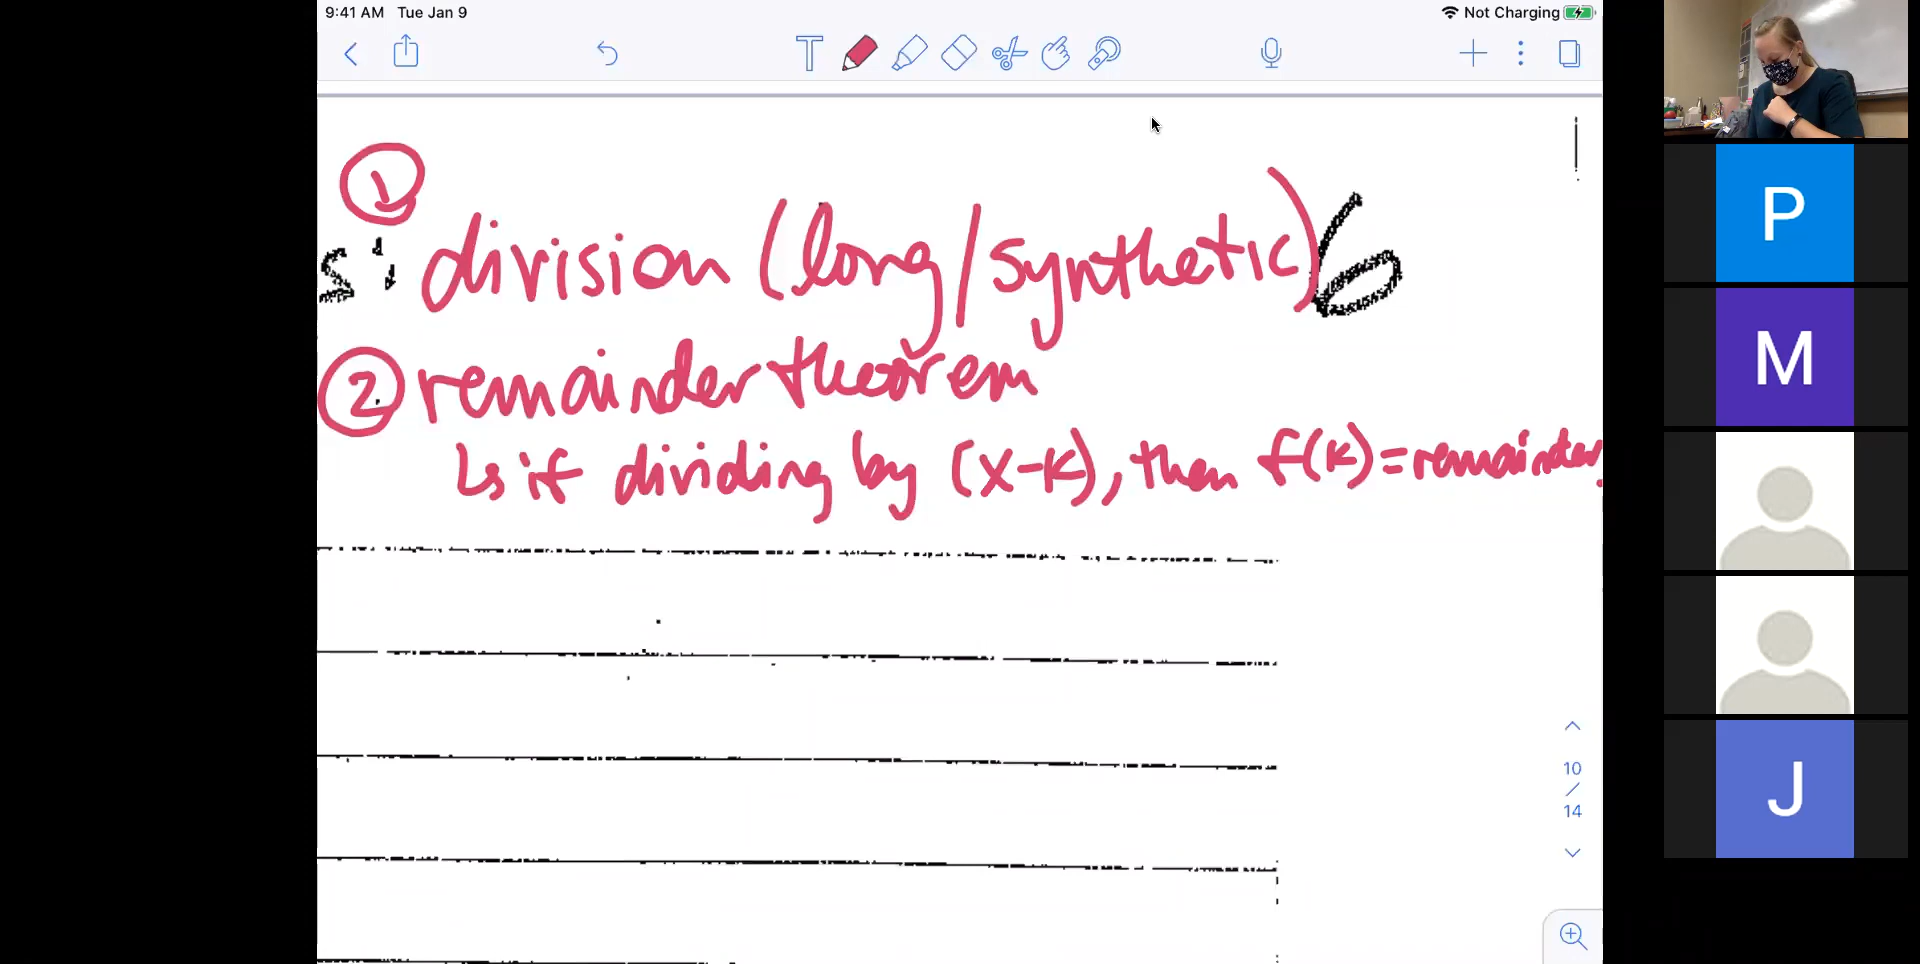 9:41 AM Tue Jan 9
Not Charging
T
①
s: division (long/synthetic) 6
② remainder theorem
↳ if dividing by (x-k), then f(k)=remainder.
10
/
14
P
M
J